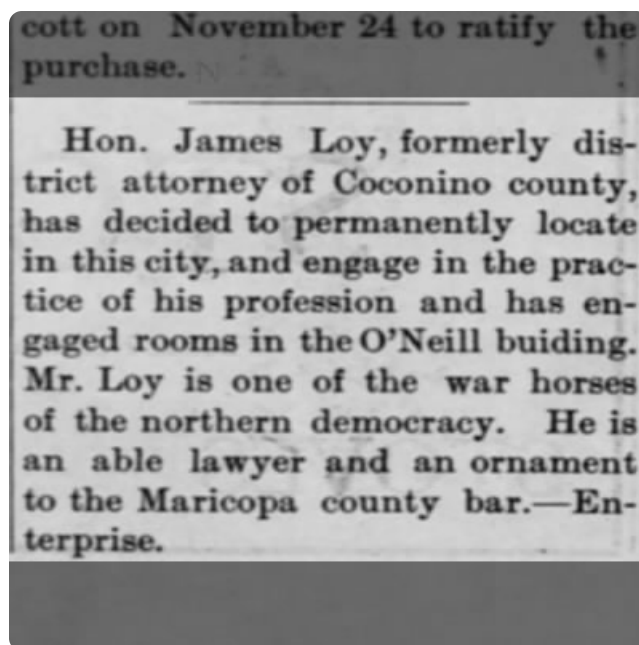 cott on November 24 to ratify the
purchase.
Hon. James Loy, formerly dis-
trict attorney of Coconino county,
has decided to permanently locate
in this city, and engage in the prac-
tice of his profession and has en-
gaged rooms in the O'Neill buiding.
Mr. Loy is one of the war horses
of the northern democracy. He is
an able lawyer and an ornament
to the Maricopa county bar.—En-
terprise.